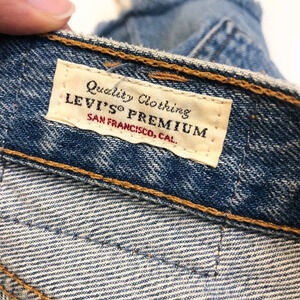 Quality Clothing
LEVI'S® PREMIUM
SAN FRANCISCO, CAL.